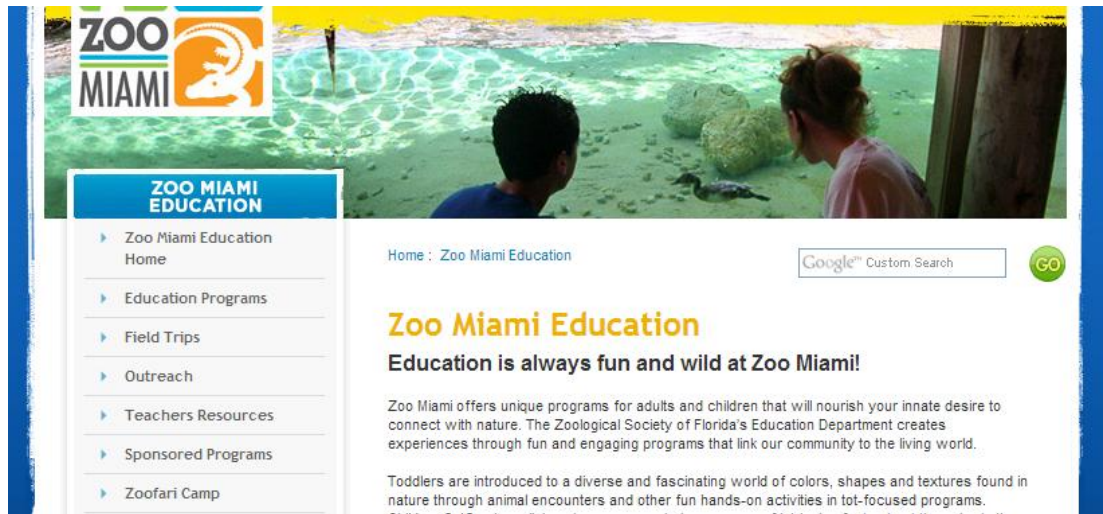 ZOO
MIAMI
ZOO MIAMI
EDUCATION
Zoo Miami Education
Home
Education Programs
Field Trips
Outreach
Teachers Resources
Sponsored Programs
Zoofari Camp
Home : Zoo Miami Education
Google™ Custom Search
GO
Zoo Miami Education
Education is always fun and wild at Zoo Miami!
Zoo Miami offers unique programs for adults and children that will nourish your innate desire to
connect with nature. The Zoological Society of Florida's Education Department creates
experiences through fun and engaging programs that link our community to the living world.
Toddlers are introduced to a diverse and fascinating world of colors, shapes and textures found in
nature through animal encounters and other fun hands-on activities in tot-focused programs.